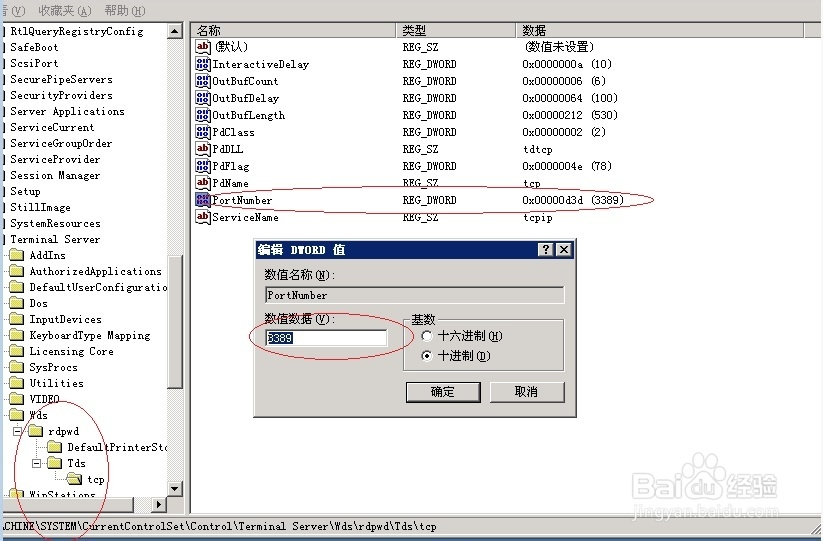 看(V) 收藏夹(A) 帮助(H)
RtlQueryRegistryConfig
SafeBoot
ScsiPort
SecurePipeServers
SecurityProviders
Server Applications
ServiceCurrent
ServiceGroupOrder
ServiceProvider
Session Manager
Setup
StillImage
SystemResources
Terminal Server
AddIns
AuthorizedApplications
DefaultUserConfiguratio
Dos
InputDevices
KeyboardType Mapping
Licensing Core
SysProcs
Utilities
VIDEO
Wds
rdpwd
DefaultPrinterSto
Tds
tcp
WinStations
名称 类型 数据
(默认) REG_SZ (数值未设置)
InteractiveDelay REG_DWORD 0x0000000a (10)
OutBufCount REG_DWORD 0x00000006 (6)
OutBufDelay REG_DWORD 0x00000064 (100)
OutBufLength REG_DWORD 0x00000212 (530)
PdClass REG_DWORD 0x00000002 (2)
PdDLL REG_SZ tdtcp
PdFlag REG_DWORD 0x0000004e (78)
PdName REG_SZ tcp
PortNumber REG_DWORD 0x00000d3d (3389)
ServiceName REG_SZ tcpip
编辑 DWORD 值
数值名称(N):
PortNumber
数值数据(V):
3389
基数
十六进制(H)
十进制(D)
确定 取消
Baidu 经验
jingyan.baidu.com
CHINE\SYSTEM\CurrentControlSet\Control\Terminal Server\Wds\rdpwd\Tds\tcp